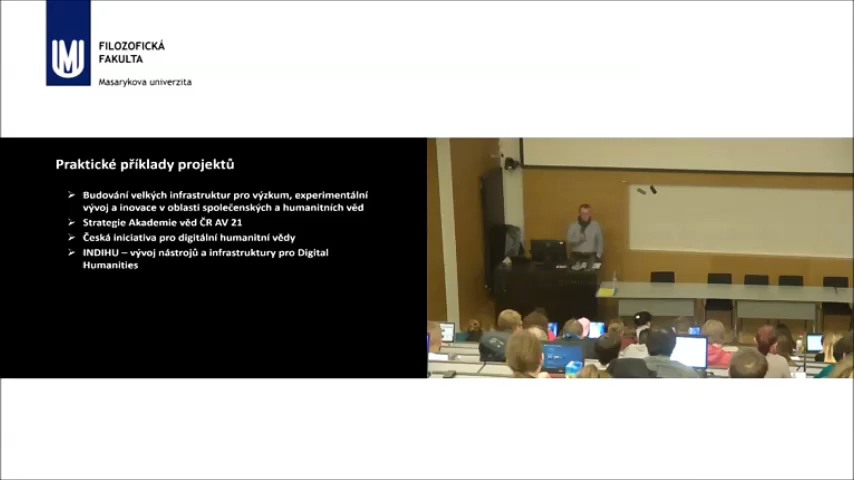 FILOZOFICKÁ
FAKULTA
Masarykova univerzita
Praktické příklady projektů
Budování velkých infrastruktur pro výzkum, experimentální
vývoj a inovace v oblasti společenských a humanitních věd
Strategie Akademie věd ČR AV 21
Česká iniciativa pro digitální humanitní vědy
INDIHU – vývoj nástrojů a infrastruktury pro Digital
Humanities